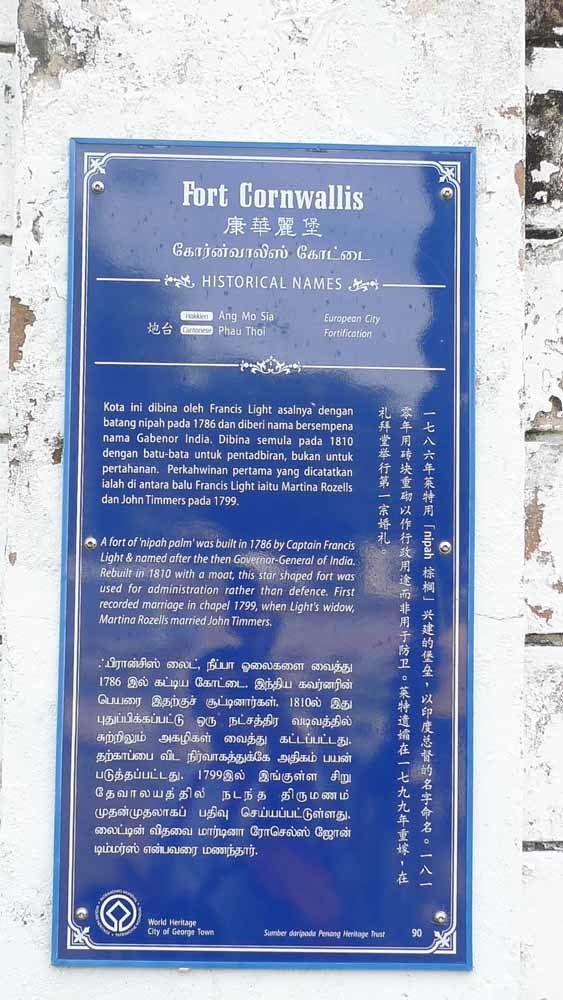 Fort Cornwallis
康華麗堡
கோர்ன்வாலிஸ் கோட்டை
HISTORICAL NAMES
Hokkien Ang Mo Sia European City
炮台 Cantonese Phau Thoi Fortification
Kota ini dibina oleh Francis Light asalnya dengan
batang nipah pada 1786 dan diberi nama bersempena
nama Gabenor India. Dibina semula pada 1810
dengan batu-bata untuk pentadbiran, bukan untuk
pertahanan. Perkahwinan pertama yang dicatatkan
ialah di antara balu Francis Light iaitu Martina Rozells
dan John Timmers pada 1799.
A fort of 'nipah palm' was built in 1786 by Captain Francis
Light & named after the then Governor-General of India.
Rebuilt in 1810 with a moat, this star shaped fort was
used for administration rather than defence. First
recorded marriage in chapel 1799, when Light's widow,
Martina Rozells married John Timmers.
ஃபிரான்சிஸ் லைட், நீப்பா ஓலைகளை வைத்து
1786 இல் கட்டிய கோட்டை. இந்திய கவர்னரின்
பெயரை இதற்குச் சூட்டினார்கள். 1810ல் இது
புதுப்பிக்கப்பட்டு ஒரு நட்சத்திர வடிவத்தில்
சுற்றிலும் அகழிகள் வைத்து கட்டப்பட்டது.
தற்காப்பை விட நிர்வாகத்துக்கே அதிகம் பயன்
படுத்தப்பட்டது. 1799இல் இங்குள்ள சிறு
தேவாலயத்தில் நடந்த திருமணம்
முதன்முதலாகப் பதிவு செய்யப்பட்டுள்ளது.
லைட்டின் விதவை மார்டினா ரோசெல்ஸ் ஜோன்
டிம்மர்ஸ் என்பவரை மணந்தார்.
一七八六年莱特用「nipah 棕榈」兴建的堡垒，以印度总督的名字命名。一八一
零年用砖块重砌以作行政用途而非用于防卫。莱特遗孀在一七九九年重嫁，在
礼拜堂举行第一宗婚礼。
World Heritage
City of George Town
Sumber daripada Penang Heritage Trust 90